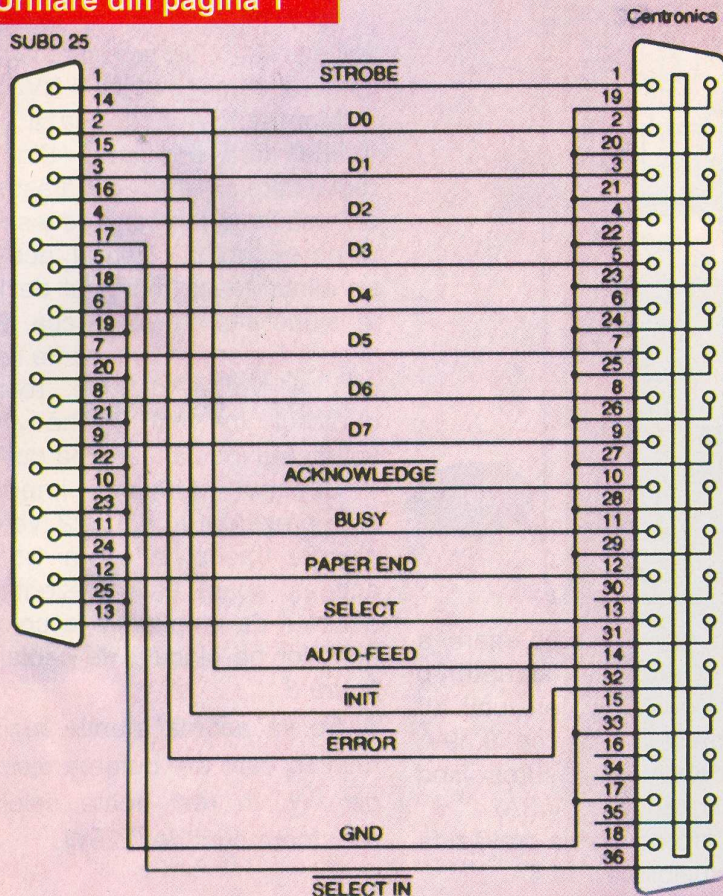 din pagina 1
SUBD 25
Centronics
1
STROBE
1
14
19
2
D0
2
15
20
3
D1
3
16
21
4
D2
4
17
22
5
D3
5
18
23
6
D4
6
19
24
7
D5
7
20
25
8
D6
8
21
26
9
D7
9
22
27
10
ACKNOWLEDGE
10
23
28
11
BUSY
11
24
29
12
PAPER END
12
25
30
13
SELECT
13
31
AUTO-FEED
14
32
INIT
15
33
ERROR
16
34
17
35
GND
18
36
SELECT IN